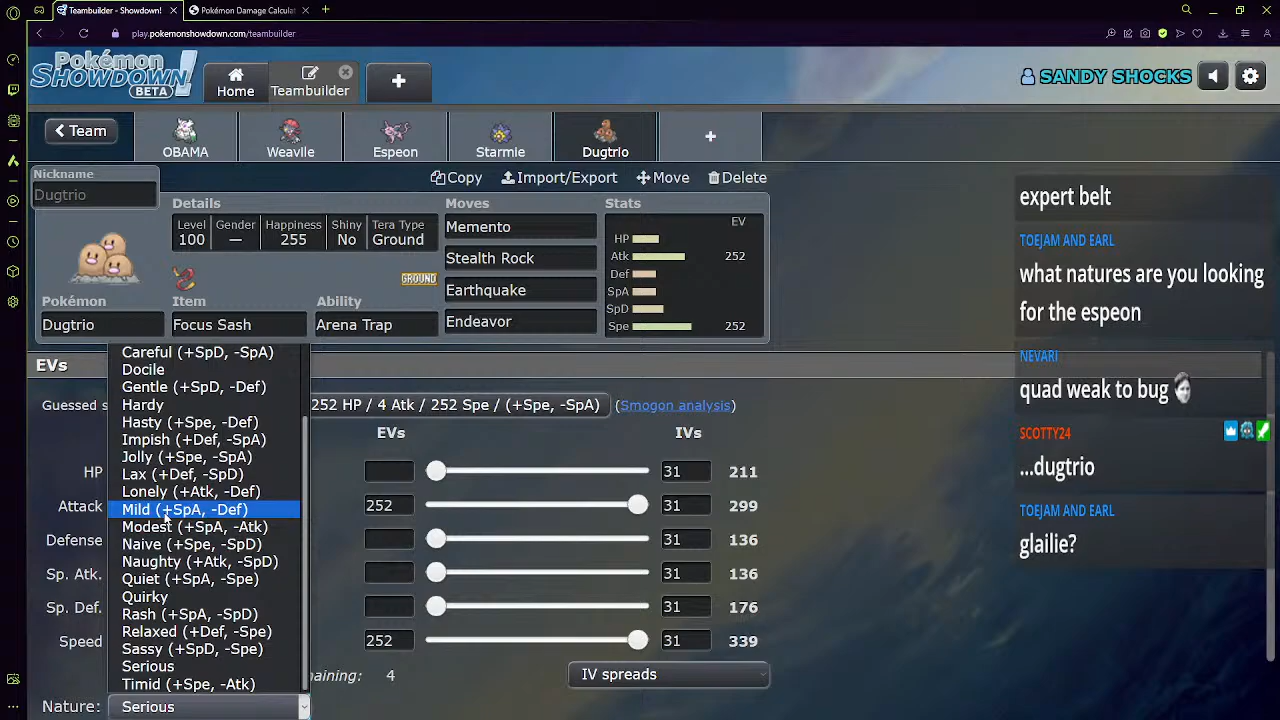 Teambuilder - Showdown!
Pokémon Damage Calculat
play.pokemonshowdown.com/teambuilder
Pokémon
SHOWDOWN!
BETA
Home
Teambuilder
SANDY SHOCKS
Team
OBAMA
Weavile
Espeon
Starmie
Dugtrio
Nickname
Dugtrio
Copy
Import/Export
Move
Delete
Details
Level Gender Happiness Shiny Tera Type
100 — 255 No Ground
GROUND
Pokémon
Dugtrio
Item
Focus Sash
Ability
Arena Trap
Moves
Memento
Stealth Rock
Earthquake
Endeavor
Stats
EV
HP
Atk 252
Def
SpA
SpD
Spe 252
expert belt
TOEJAM AND EARL
what natures are you looking
for the espeon
NEVARI
quad weak to bug
SCOTTY24
...dugtrio
TOEJAM AND EARL
glailie?
EVs
Guessed s
252 HP / 4 Atk / 252 Spe / (+Spe, -SpA)
(Smogon analysis)
EVs IVs
HP 31 211
Attack 252 31 299
Defense 31 136
Sp. Atk. 31 136
Sp. Def. 31 176
Speed 252 31 339
maining: 4
IV spreads
Careful (+SpD, -SpA)
Docile
Gentle (+SpD, -Def)
Hardy
Hasty (+Spe, -Def)
Impish (+Def, -SpA)
Jolly (+Spe, -SpA)
Lax (+Def, -SpD)
Lonely (+Atk, -Def)
Mild (+SpA, -Def)
Modest (+SpA, -Atk)
Naive (+Spe, -SpD)
Naughty (+Atk, -SpD)
Quiet (+SpA, -Spe)
Quirky
Rash (+SpA, -SpD)
Relaxed (+Def, -Spe)
Sassy (+SpD, -Spe)
Serious
Timid (+Spe, -Atk)
Nature: Serious